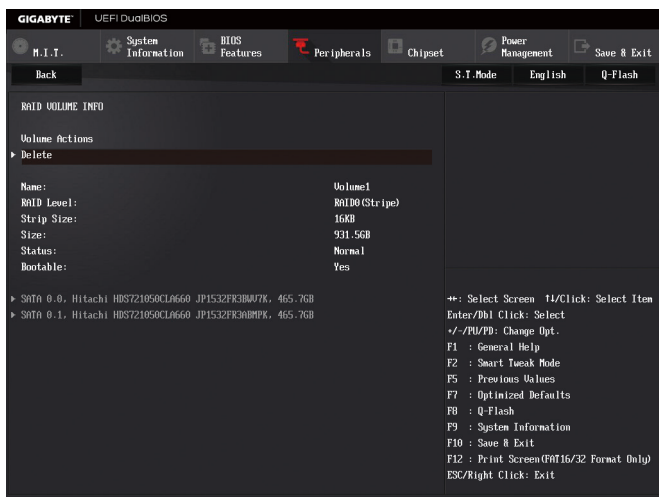 GIGABYTE™ UEFI DualBIOS
M.I.T. System Information BIOS Features Peripherals Chipset Power Management Save & Exit
Back S.T.Mode English Q-Flash
RAID VOLUME INFO
Volume Actions
▶ Delete
Name: Volume1
RAID Level: RAID0(Stripe)
Strip Size: 16KB
Size: 931.5GB
Status: Normal
Bootable: Yes
▶ SATA 0.0, Hitachi HDS721050CLA660 JP1532FR3BWV7K, 465.7GB
▶ SATA 0.1, Hitachi HDS721050CLA660 JP1532FR3ABMPK, 465.7GB
→←: Select Screen ↑↓/Click: Select Item
Enter/Dbl Click: Select
+/-/PU/PD: Change Opt.
F1 : General Help
F2 : Smart Tweak Mode
F5 : Previous Values
F7 : Optimized Defaults
F8 : Q-Flash
F9 : System Information
F10 : Save & Exit
F12 : Print Screen(FAT16/32 Format Only)
ESC/Right Click: Exit